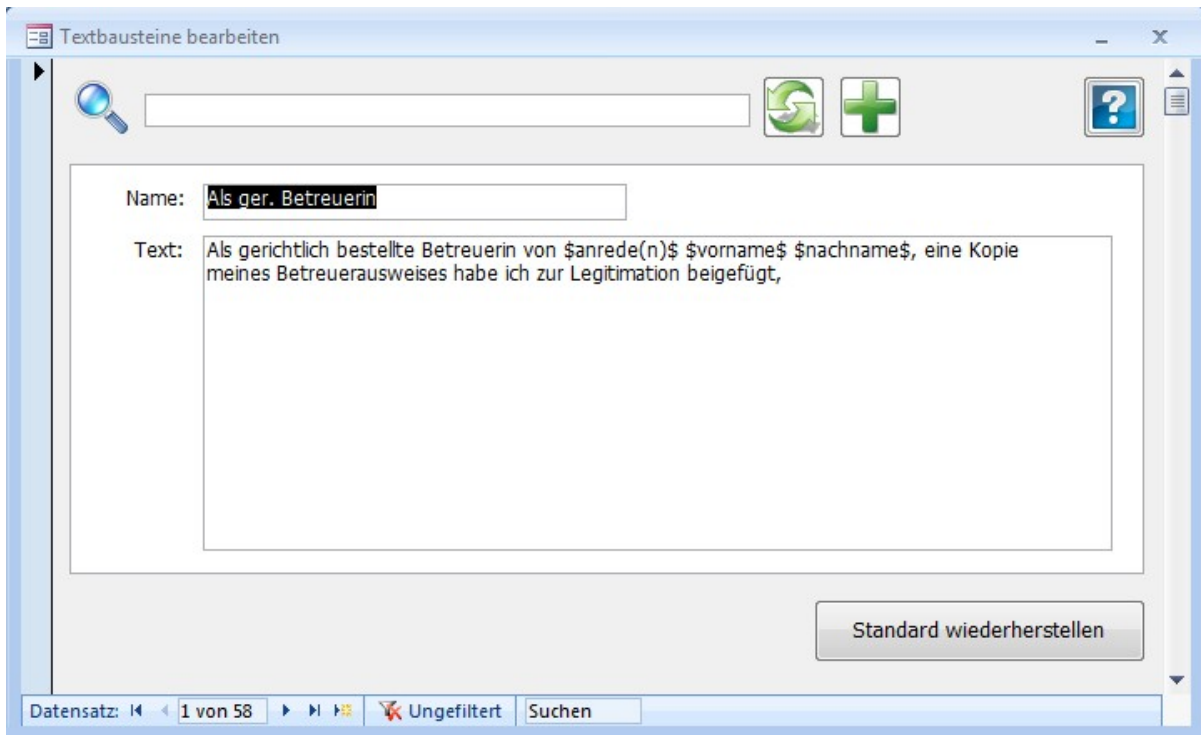 Textbausteine bearbeiten
Name: Als ger. Betreuerin
Text: Als gerichtlich bestellte Betreuerin von $anrede(n)$ $vorname$ $nachname$, eine Kopie
meines Betreuerausweises habe ich zur Legitimation beigefügt,
Standard wiederherstellen
Datensatz: 1 von 58 Ungefiltert Suchen